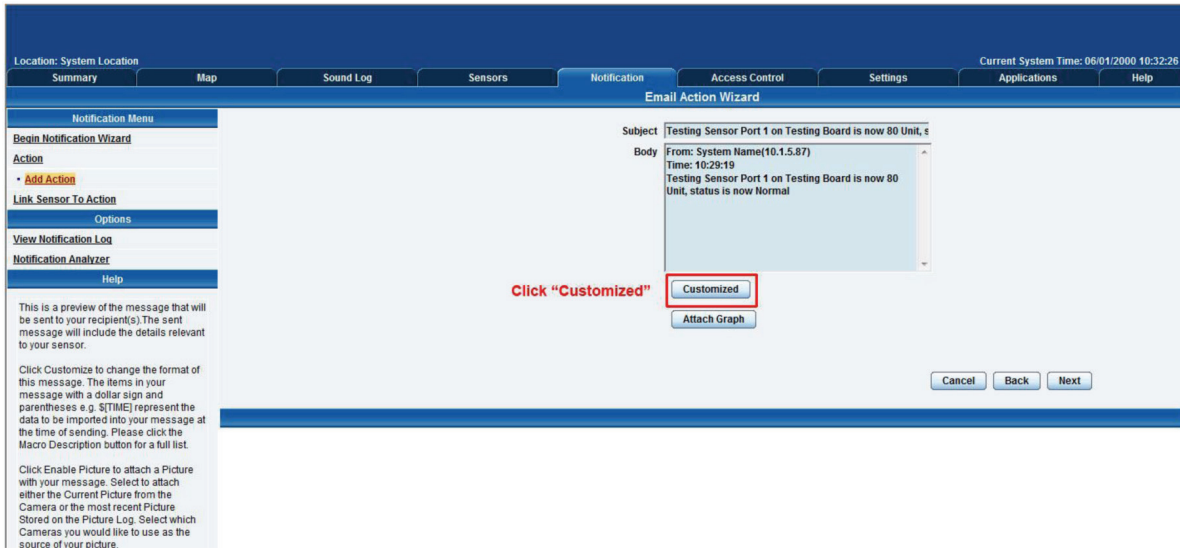 Location: System Location
Current System Time: 06/01/2000 10:32:26
Summary Map Sound Log Sensors Notification Access Control Settings Applications Help
Email Action Wizard
Notification Menu
Begin Notification Wizard
Action
• Add Action
Link Sensor To Action
Options
View Notification Log
Notification Analyzer
Help
This is a preview of the message that will
be sent to your recipient(s).The sent
message will include the details relevant
to your sensor.
Click Customize to change the format of
this message. The items in your
message with a dollar sign and
parentheses e.g. $[TIME] represent the
data to be imported into your message at
the time of sending. Please click the
Macro Description button for a full list.
Click Enable Picture to attach a Picture
with your message. Select to attach
either the Current Picture from the
Camera or the most recent Picture
Stored on the Picture Log. Select which
Cameras you would like to use as the
source of your picture.
Subject Testing Sensor Port 1 on Testing Board is now 80 Unit, s
Body From: System Name(10.1.5.87)
Time: 10:29:19
Testing Sensor Port 1 on Testing Board is now 80
Unit, status is now Normal
Click “Customized” Customized
Attach Graph
Cancel Back Next